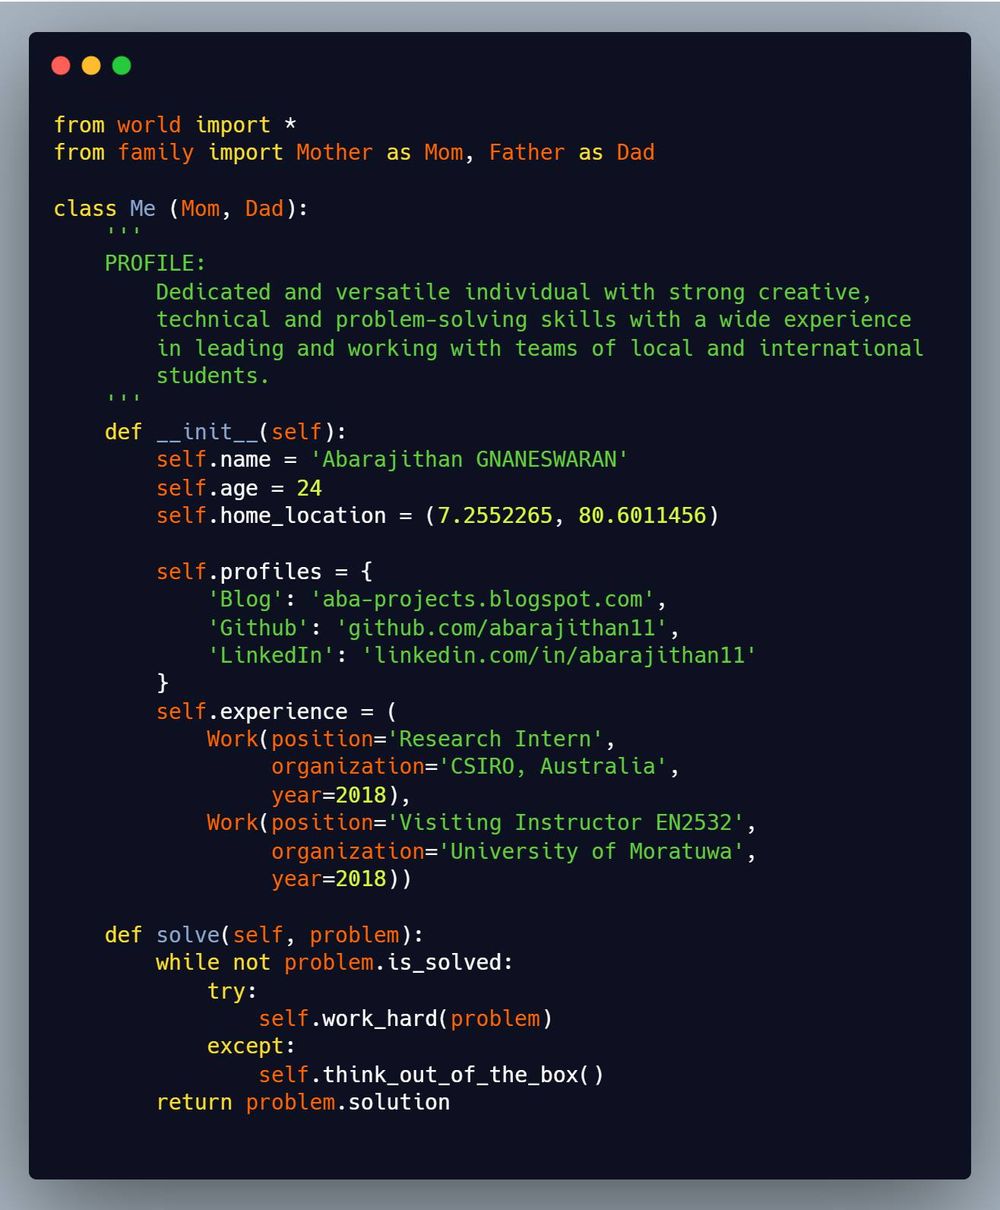 from world import *
from family import Mother as Mom, Father as Dad

class Me (Mom, Dad):
    '''
    PROFILE:
        Dedicated and versatile individual with strong creative,
        technical and problem-solving skills with a wide experience
        in leading and working with teams of local and international
        students.
    '''
    def __init__(self):
        self.name = 'Abarajithan GNANESWARAN'
        self.age = 24
        self.home_location = (7.2552265, 80.6011456)

        self.profiles = {
            'Blog': 'aba-projects.blogspot.com',
            'Github': 'github.com/abarajithan11',
            'LinkedIn': 'linkedin.com/in/abarajithan11'
        }
        self.experience = (
            Work(position='Research Intern',
                 organization='CSIRO, Australia',
                 year=2018),
            Work(position='Visiting Instructor EN2532',
                 organization='University of Moratuwa',
                 year=2018))

    def solve(self, problem):
        while not problem.is_solved:
            try:
                self.work_hard(problem)
            except:
                self.think_out_of_the_box()
        return problem.solution